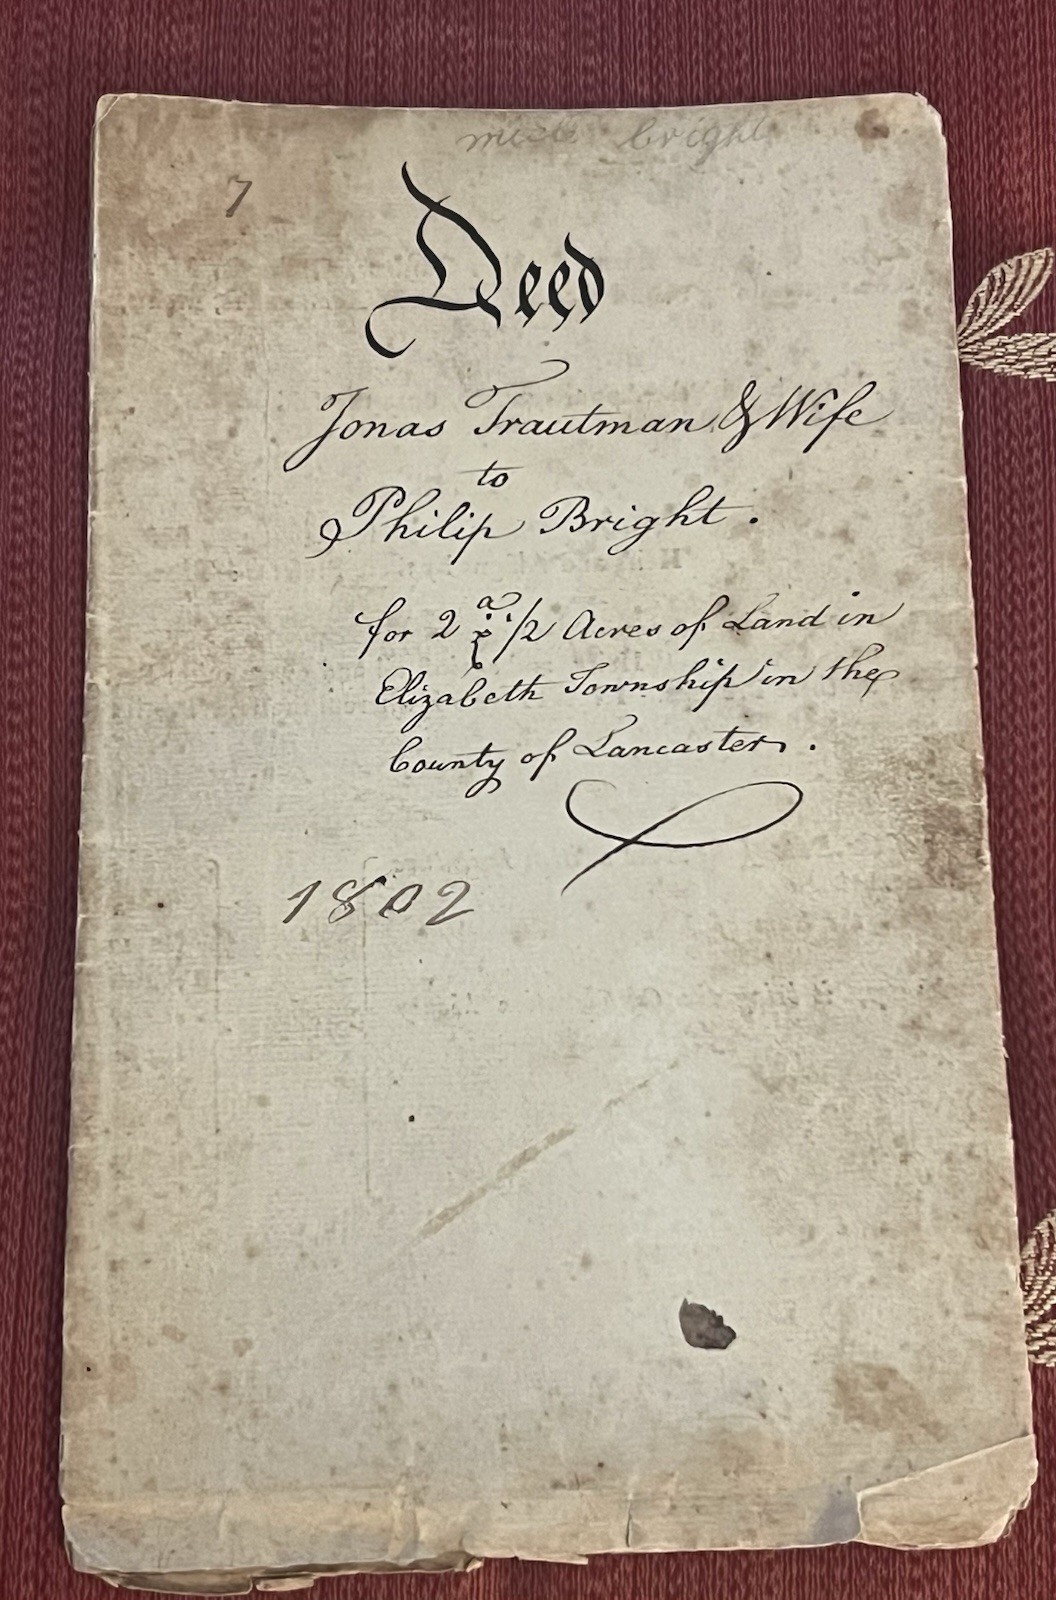 bright
7
Deed
Jonas Trautman & Wife
to
Philip Bright.
for 2 1/2 Acres of Land in
Elizabeth Township in the
County of Lancaster.
1802